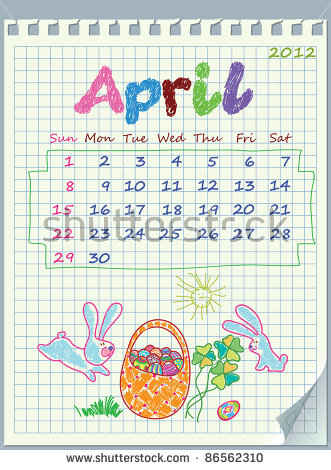 2012
April
Sun Mon Tue Wed Thu Fri Sat
1 2 3 4 5 6 7
8 9 10 11 12 13 14
15 16 17 18 19 20 21
shutterstock
22 23 24 25 26 27 28
29 30
www.shutterstock.com · 86562310